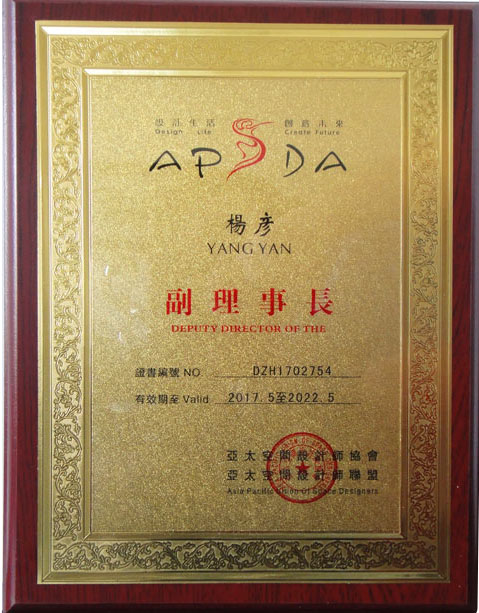 設計生活 創造未來
Design Life Create Future
APSDA
楊彥
YANG YAN
副理事長
DEPUTY DIRECTOR OF THE
證書編號 NO DZH1702754
有效期至 Valid 2017.5至2022.5
亞太空間設計師協會
亞太空間設計師聯盟
Asia Pacific Union Of Space Designers